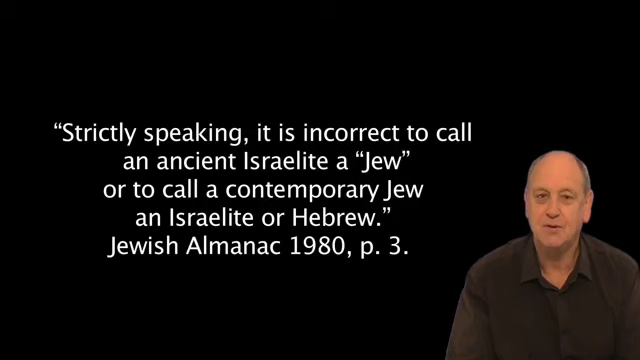 “Strictly speaking, it is incorrect to call
an ancient Israelite a “Jew”
or to call a contemporary Jew
an Israelite or Hebrew.”
Jewish Almanac 1980, p. 3.